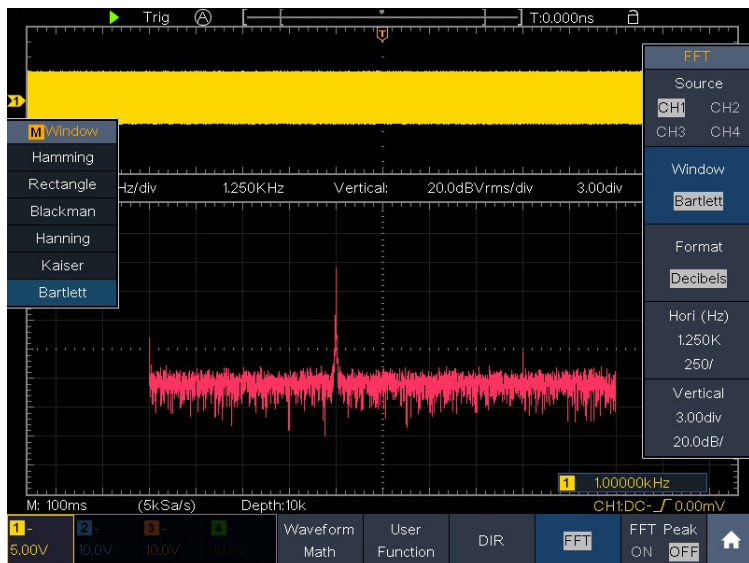 Trig A T:0.000ns
T
1
M Window
Hamming
Rectangle
Blackman
Hanning
Kaiser
Bartlett
Hz/div 1.250KHz Vertical: 20.0dBVrms/div 3.00div
FFT
Source
CH1 CH2
CH3 CH4
Window
Bartlett
Format
Decibels
Hori (Hz)
1.250K
250/
Vertical
3.00div
20.0dB/
1 1.00000kHz
M: 100ms (5kSa/s) Depth:10k CH1:DC- 0.00mV
1 -
5.00V
2 -
10.0V
3 -
10.0V
4
10.0V
Waveform
Math
User
Function
DIR
FFT
FFT Peak
ON OFF